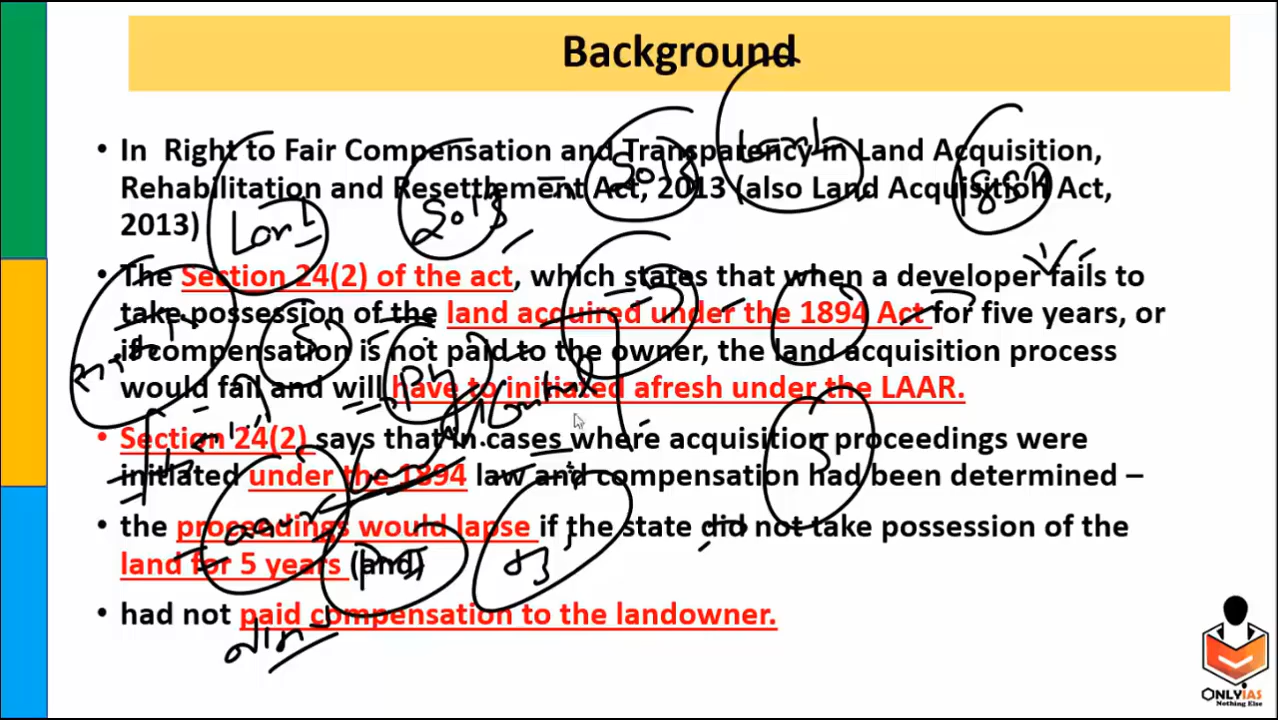 Background
• In Right to Fair Compensation and Transparency in Land Acquisition,
Rehabilitation and Resettlement Act, 2013 (also Land Acquisition Act,
2013)
• The Section 24(2) of the act, which states that when a developer fails to
take possession of the land acquired under the 1894 Act for five years, or
if compensation is not paid to the owner, the land acquisition process
would fail and will have to initiated afresh under the LAAR.
• Section 24(2) says that in cases where acquisition proceedings were
initiated under the 1894 law and compensation had been determined –
• the proceedings would lapse if the state did not take possession of the
land for 5 years (and)
• had not paid compensation to the landowner.
2013
2013
5
5
ONLYIAS
Nothing Else